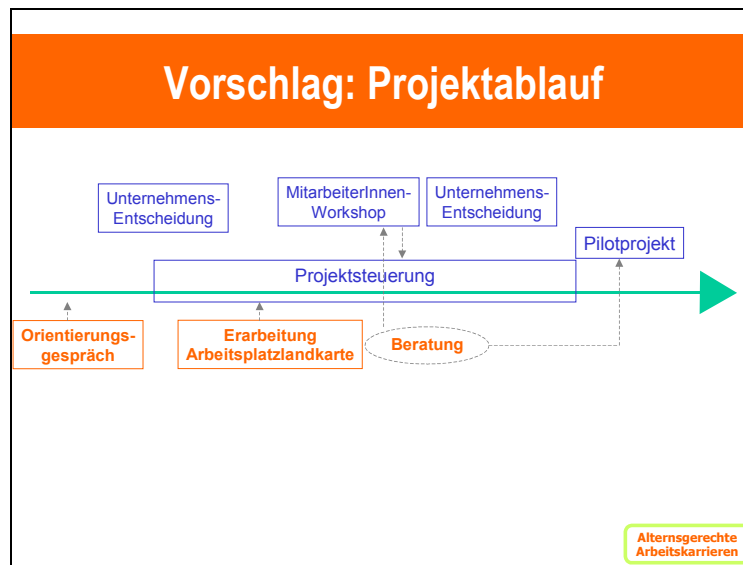 Vorschlag: Projektablauf
Unternehmens-
Entscheidung
MitarbeiterInnen-
Workshop
Unternehmens-
Entscheidung
Pilotprojekt
Projektsteuerung
Orientierungs-
gespräch
Erarbeitung
Arbeitsplatzlandkarte
Beratung
Alternsgerechte
Arbeitskarrieren